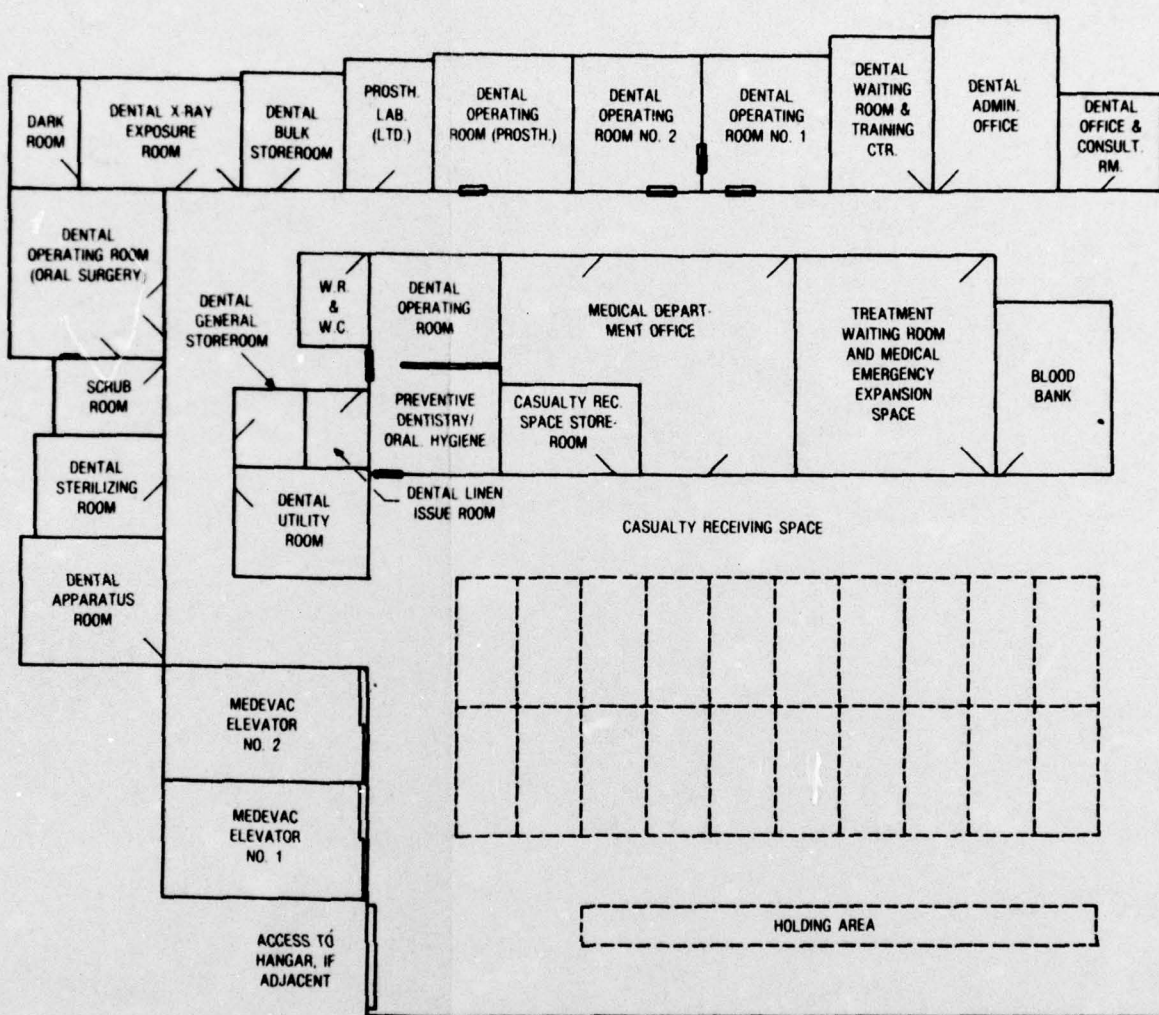 DARK
ROOM
DENTAL X-RAY
EXPOSURE
ROOM
DENTAL
BULK
STOREROOM
PROSTH.
LAB.
(LTD.)
DENTAL
OPERATING
ROOM (PROSTH.)
DENTAL
OPERATING
ROOM NO. 2
DENTAL
OPERATING
ROOM NO. 1
DENTAL
WAITING
ROOM &
TRAINING
CTR.
DENTAL
ADMIN.
OFFICE
DENTAL
OFFICE &
CONSULT.
RM.
DENTAL
OPERATING ROOM
(ORAL SURGERY)
DENTAL
GENERAL
STOREROOM
W.R.
&
W.C.
DENTAL
OPERATING
ROOM
MEDICAL DEPART-
MENT OFFICE
TREATMENT
WAITING ROOM
AND MEDICAL
EMERGENCY
EXPANSION
SPACE
BLOOD
BANK
SCRUB
ROOM
PREVENTIVE
DENTISTRY/
ORAL. HYGIENE
CASUALTY REC.
SPACE STORE-
ROOM
DENTAL
STERILIZING
ROOM
DENTAL
UTILITY
ROOM
DENTAL LINEN
ISSUE ROOM
CASUALTY RECEIVING SPACE
DENTAL
APPARATUS
ROOM
MEDEVAC
ELEVATOR
NO. 2
MEDEVAC
ELEVATOR
NO. 1
ACCESS TO
HANGAR, IF
ADJACENT
HOLDING AREA